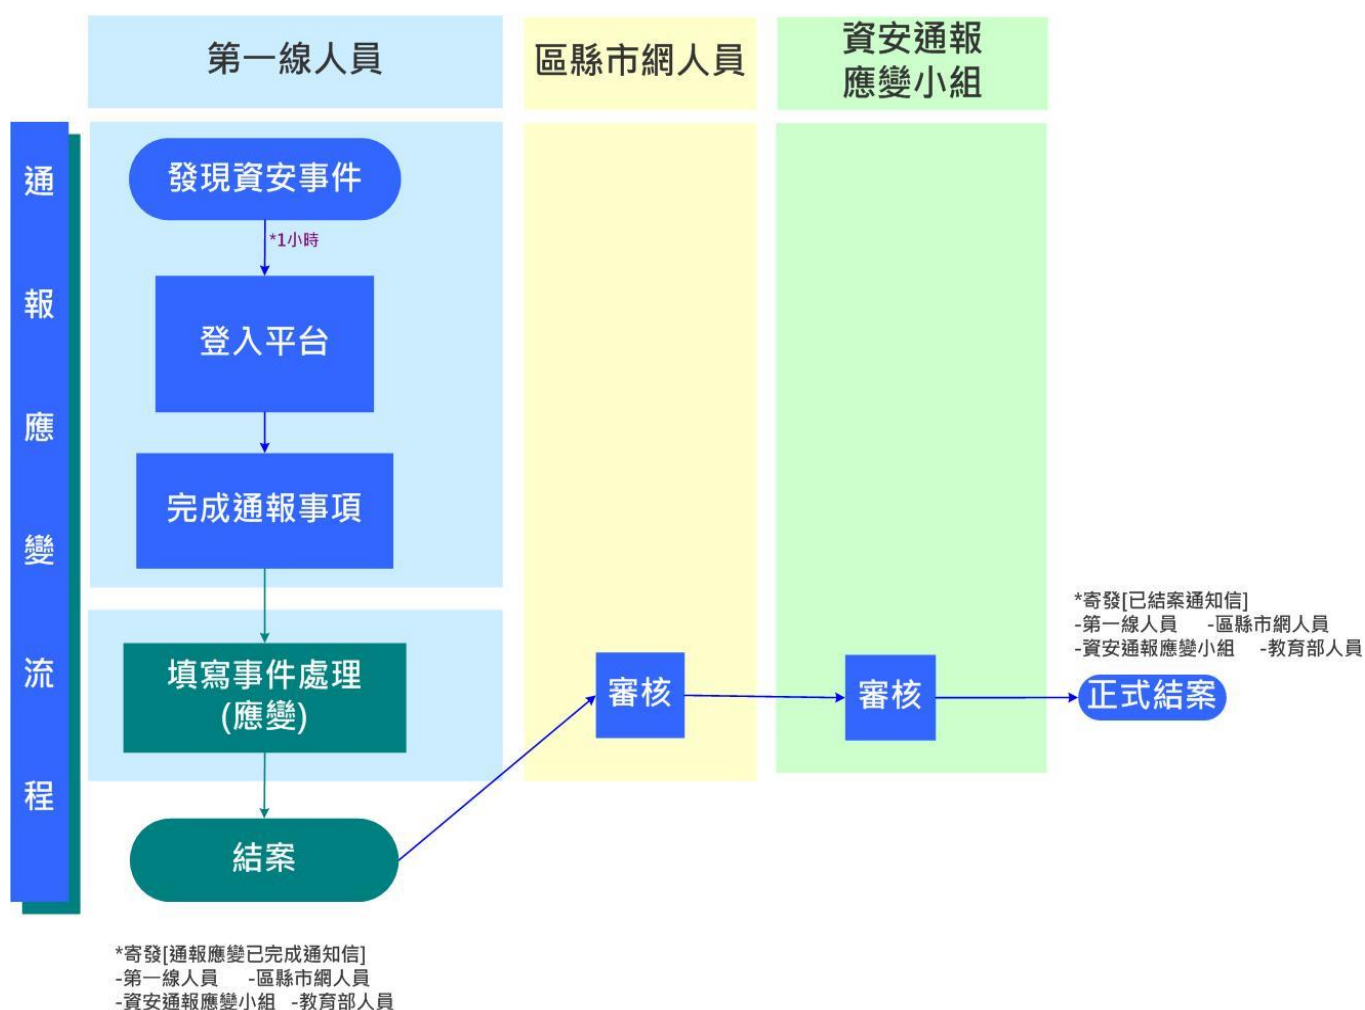 第一線人員
區縣市網人員
資安通報
應變小組
通報應變流程
發現資安事件
*1小時
登入平台
完成通報事項
填寫事件處理
(應變)
結案
*寄發[通報應變已完成通知信]
-第一線人員 -區縣市網人員
-資安通報應變小組 -教育部人員
審核
審核
*寄發[已結案通知信]
-第一線人員 -區縣市網人員
-資安通報應變小組 -教育部人員
正式結案